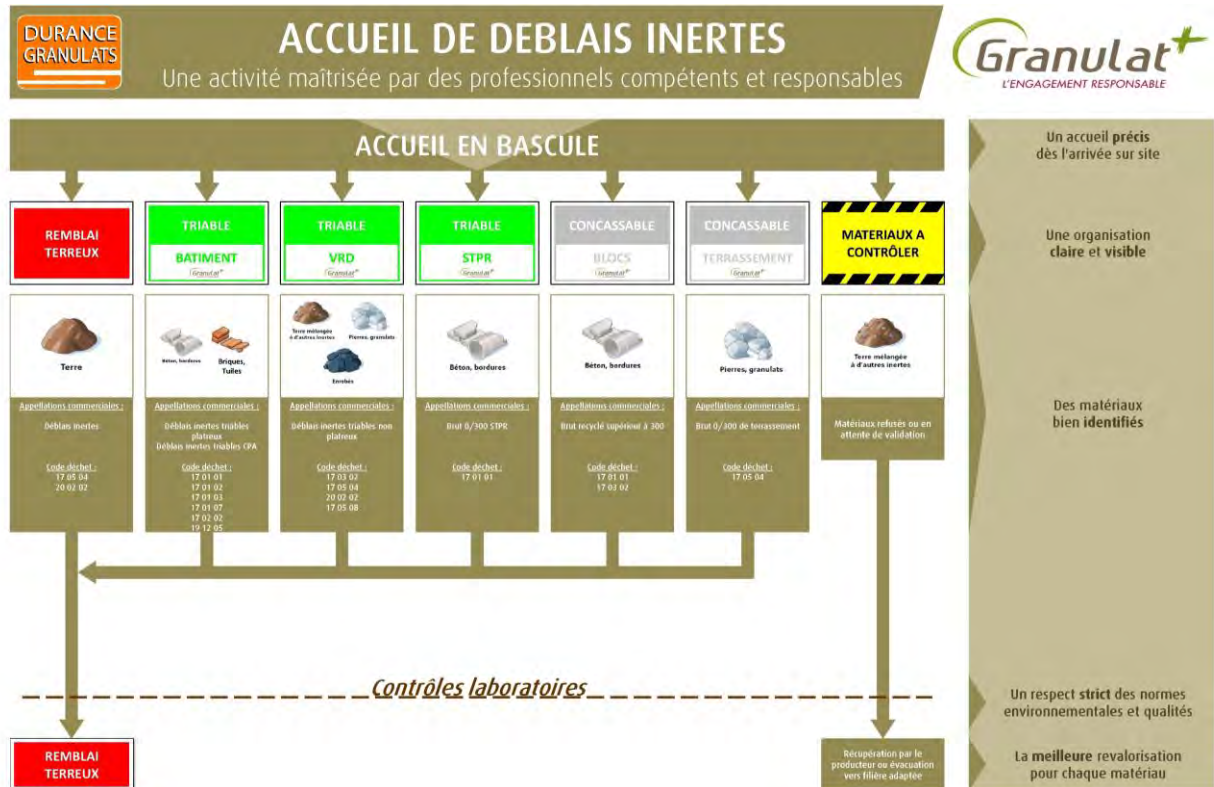 DURANCE
GRANULATS
ACCUEIL DE DEBLAIS INERTES
Une activité maîtrisée par des professionnels compétents et responsables
Granulat+
L'ENGAGEMENT RESPONSABLE
ACCUEIL EN BASCULE
Un accueil précis
dès l'arrivée sur site
REMBLAI
TERREUX
TRIABLE
BATIMENT
Granulat+
TRIABLE
VRD
Granulat+
TRIABLE
STPR
Granulat+
CONCASSABLE
BLOCS
Granulat+
CONCASSABLE
TERRASSEMENT
Granulat+
MATERIAUX A
CONTRÔLER
Une organisation
claire et visible
Terre
Béton, bordures
Briques,
Tuiles
Terre mélangée
à d'autres inertes
Pierres, granulats
Enrobés
Béton, bordures
Béton, bordures
Pierres, granulats
Terre mélangée
à d'autres inertes
Appellations commerciales :
Déblais inertes
Code déchet :
17 05 04
20 02 02
Appellations commerciales :
Déblais inertes triables
platreux
Déblais inertes triables CPA
Code déchet :
17 01 01
17 01 02
17 01 03
17 01 07
17 02 02
19 12 05
Appellations commerciales :
Déblais inertes triables non
platreux
Code déchet :
17 03 02
17 05 04
20 02 02
17 05 08
Appellations commerciales :
Brut 0/300 STPR
Code déchet :
17 01 01
Appellations commerciales :
Brut recyclé supérieur à 300
Code déchet :
17 01 01
17 03 02
Appellations commerciales :
Brut 0/300 de terrassement
Code déchet :
17 05 04
Matériaux refusés ou en
attente de validation
Des matériaux
bien identifiés
Contrôles laboratoires
Un respect strict des normes
environnementales et qualités
REMBLAI
TERREUX
Récupération par le
producteur ou évacuation
vers filière adaptée
La meilleure revalorisation
pour chaque matériau